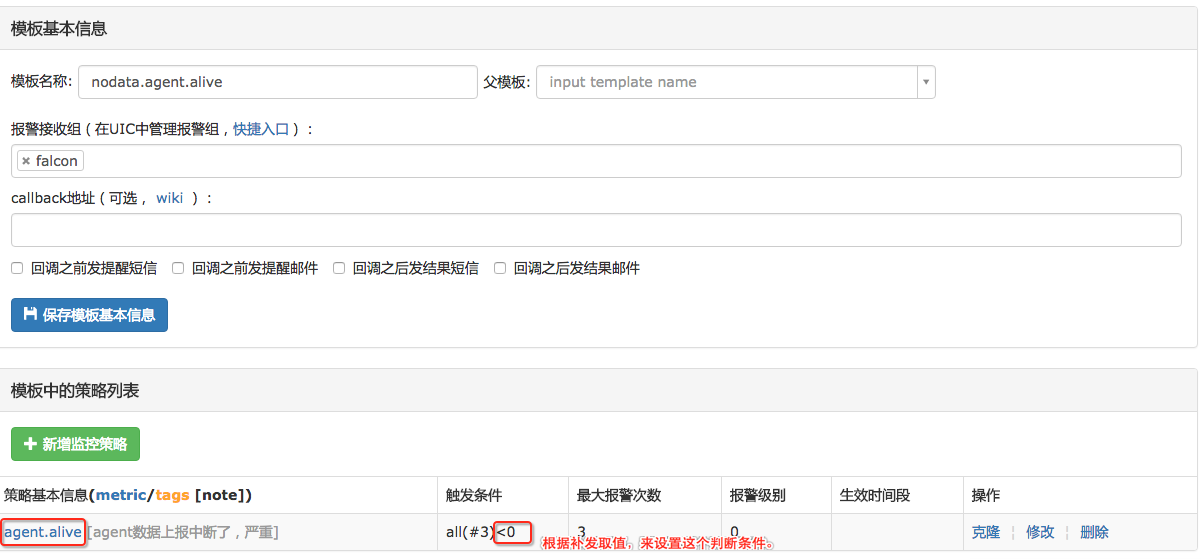 模板基本信息
模板名称: nodata.agent.alive 父模板: input template name
报警接收组（在UIC中管理报警组，快捷入口）：
× falcon
callback地址（可选， wiki ）：
回调之前发提醒短信 回调之前发提醒邮件 回调之后发结果短信 回调之后发结果邮件
保存模板基本信息
模板中的策略列表
新增监控策略
策略基本信息(metric/tags [note]) 触发条件 最大报警次数 报警级别 生效时间段 操作
agent.alive [agent数据上报中断了，严重] all(#3)<0 3 0 克隆 ¦ 修改 ¦ 删除
根据补发取值，来设置这个判断条件。